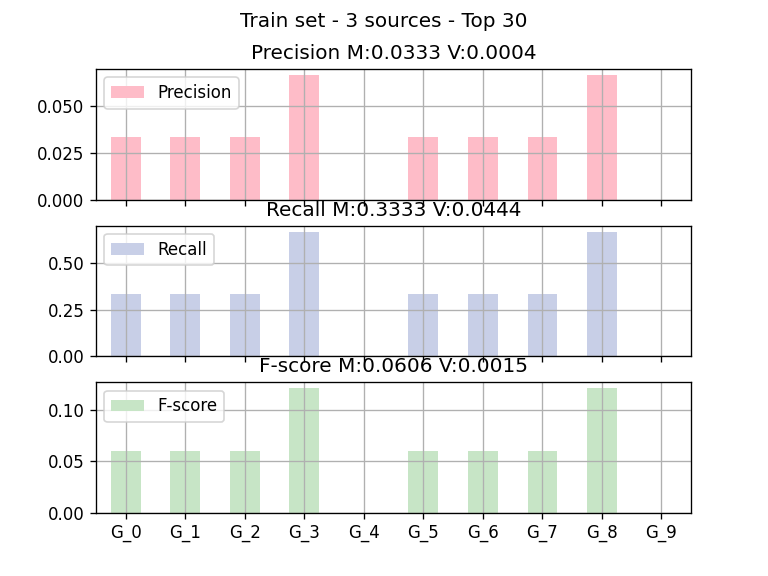 Train set - 3 sources - Top 30
Precision M:0.0333 V:0.0004
Precision
0.050
0.025
0.000
Recall M:0.3333 V:0.0444
Recall
0.50
0.25
0.00
F-score M:0.0606 V:0.0015
F-score
0.10
0.05
0.00
G_0 G_1 G_2 G_3 G_4 G_5 G_6 G_7 G_8 G_9